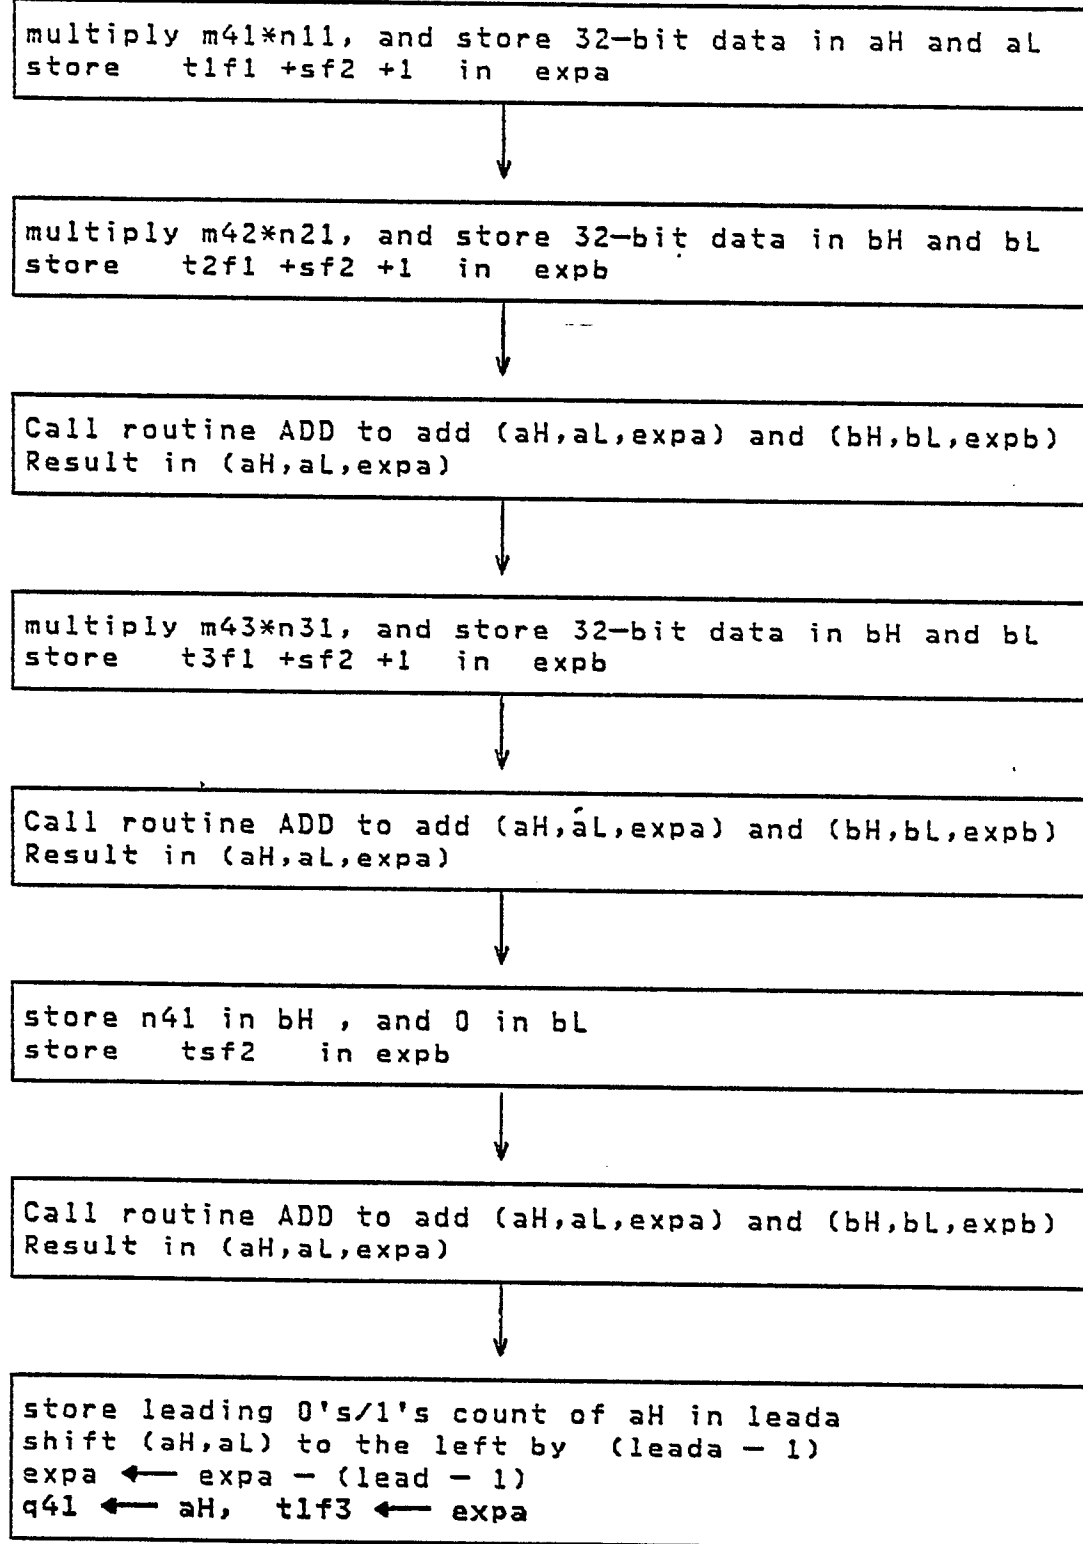 multiply m41*n11, and store 32-bit data in aH and aL
store t1f1 +sf2 +1 in expa
multiply m42*n21, and store 32-bit data in bH and bL
store t2f1 +sf2 +1 in expb
Call routine ADD to add (aH,aL,expa) and (bH,bL,expb)
Result in (aH,aL,expa)
multiply m43*n31, and store 32-bit data in bH and bL
store t3f1 +sf2 +1 in expb
Call routine ADD to add (aH,aL,expa) and (bH,bL,expb)
Result in (aH,aL,expa)
store n41 in bH , and 0 in bL
store tsf2 in expb
Call routine ADD to add (aH,aL,expa) and (bH,bL,expb)
Result in (aH,aL,expa)
store leading 0's/1's count of aH in leada
shift (aH,aL) to the left by (leada - 1)
expa ← expa - (lead - 1)
q41 ← aH, t1f3 ← expa